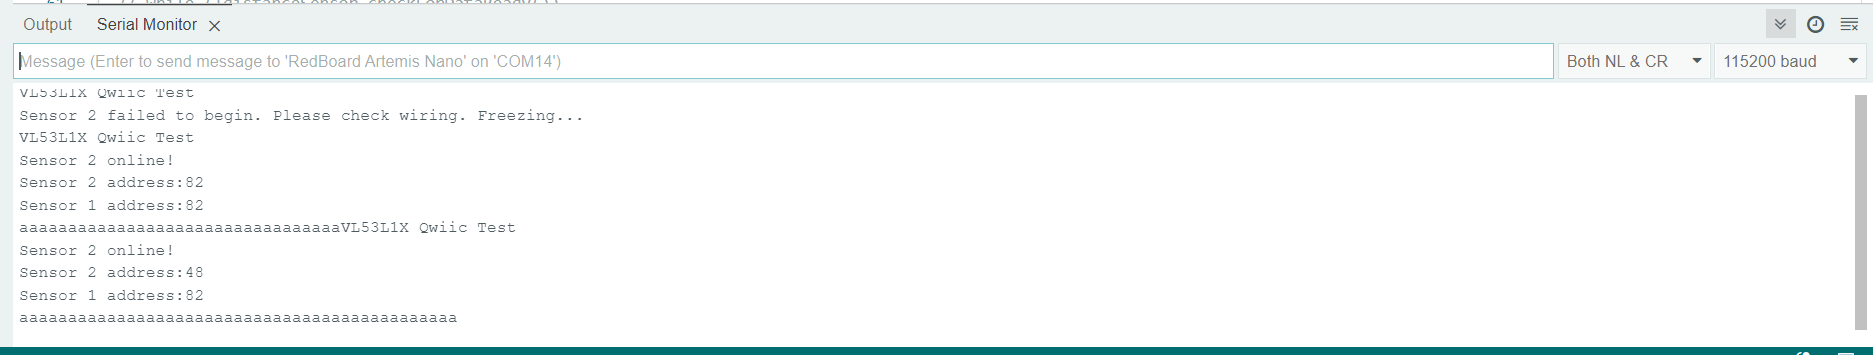 Output Serial Monitor
Message (Enter to send message to 'RedBoard Artemis Nano' on 'COM14') Both NL & CR 115200 baud
VL53L1X Qwiic Test
Sensor 2 failed to begin. Please check wiring. Freezing...
VL53L1X Qwiic Test
Sensor 2 online!
Sensor 2 address:82
Sensor 1 address:82
aaaaaaaaaaaaaaaaaaaaaaaaaaaaaaaaaVL53L1X Qwiic Test
Sensor 2 online!
Sensor 2 address:48
Sensor 1 address:82
aaaaaaaaaaaaaaaaaaaaaaaaaaaaaaaaaaaaaaaaaaaaa